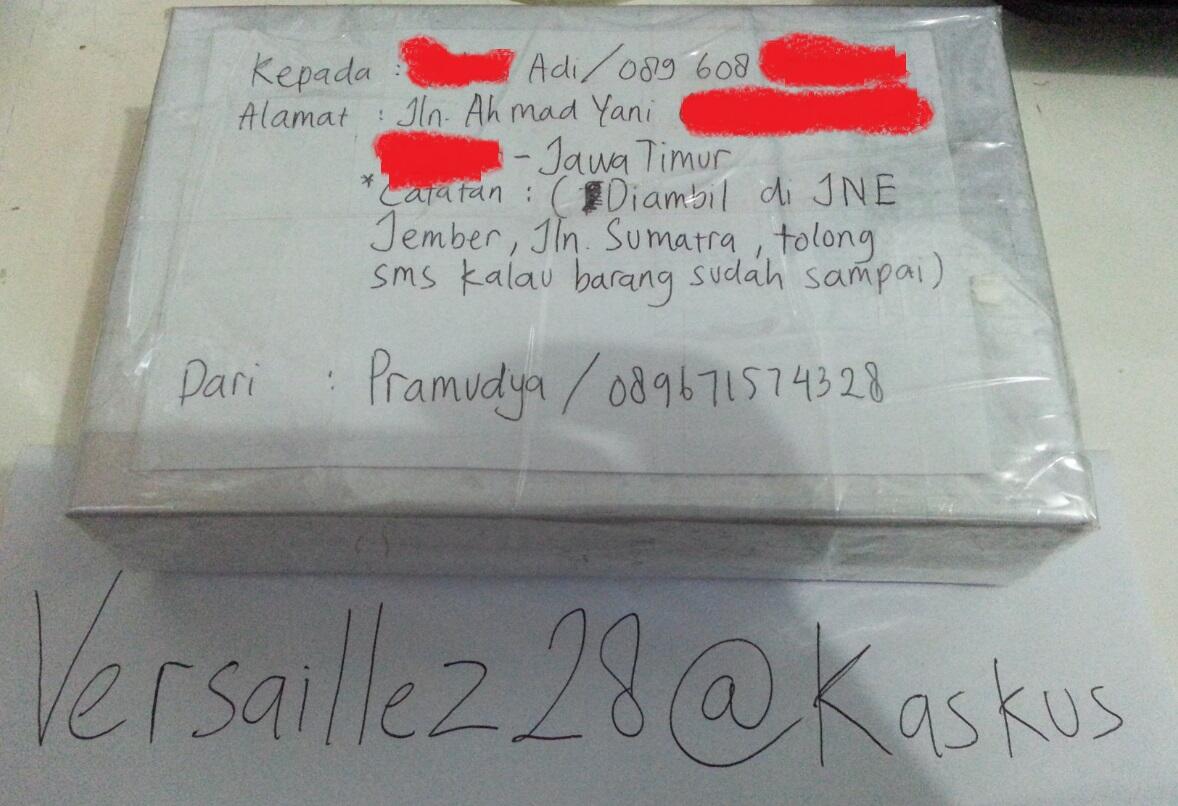 Kepada : Adi/089 608
Alamat : Jln. Ahmad Yani
- Jawa Timur
*Catatan : (Diambil di JNE
Jember, Jln. Sumatra, tolong
sms kalau barang sudah sampai)
Dari : Pramudya / 089671574328
Versaillez28@Kaskus